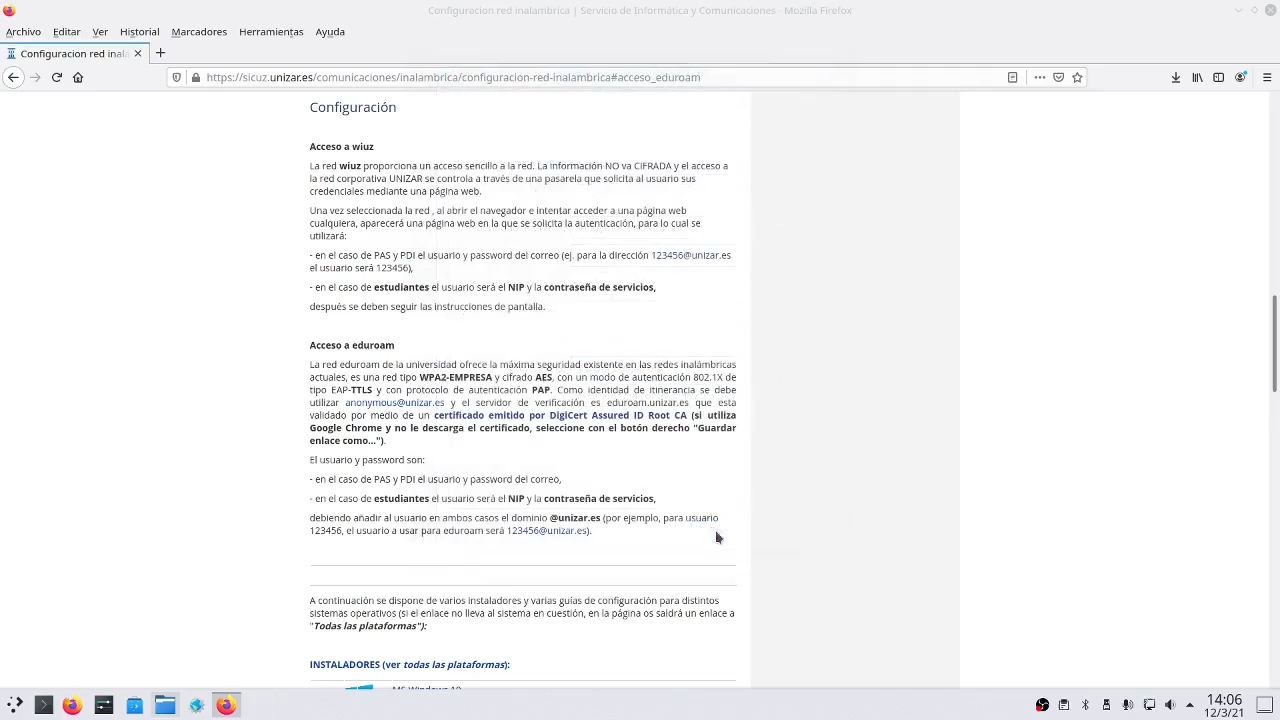 Configuracion red inalambrica | Servicio de Informática y Comunicaciones - Mozilla Firefox
Archivo Editar Ver Historial Marcadores Herramientas Ayuda
Configuracion red inala
https://sicuz.unizar.es/comunicaciones/inalambrica/configuracion-red-inalambrica#acceso_eduroam
Configuración
Acceso a wiuz
La red wiuz proporciona un acceso sencillo a la red. La información NO va CIFRADA y el acceso a
la red corporativa UNIZAR se controla a través de una pasarela que solicita al usuario sus
credenciales mediante una página web.
Una vez seleccionada la red , al abrir el navegador e intentar acceder a una página web
cualquiera, aparecerá una página web en la que se solicita la autenticación, para lo cual se
utilizará:
- en el caso de PAS y PDI el usuario y password del correo (ej. para la dirección 123456@unizar.es
el usuario será 123456),
- en el caso de estudiantes el usuario será el NIP y la contraseña de servicios,
después se deben seguir las instrucciones de pantalla.
Acceso a eduroam
La red eduroam de la universidad ofrece la máxima seguridad existente en las redes inalámbricas
actuales, es una red tipo WPA2-EMPRESA y cifrado AES, con un modo de autenticación 802.1X de
tipo EAP-TTLS y con protocolo de autenticación PAP. Como identidad de itinerancia se debe
utilizar anonymous@unizar.es y el servidor de verificación es eduroam.unizar.es que esta
validado por medio de un certificado emitido por DigiCert Assured ID Root CA (si utiliza
Google Chrome y no le descarga el certificado, seleccione con el botón derecho "Guardar
enlace como...").
El usuario y password son:
- en el caso de PAS y PDI el usuario y password del correo,
- en el caso de estudiantes el usuario será el NIP y la contraseña de servicios,
debiendo añadir al usuario en ambos casos el dominio @unizar.es (por ejemplo, para usuario
123456, el usuario a usar para eduroam será 123456@unizar.es).
A continuación se dispone de varios instaladores y varias guías de configuración para distintos
sistemas operativos (si el enlace no lleva al sistema en cuestión, en la página os saldrá un enlace a
"Todas las plataformas"):
INSTALADORES (ver todas las plataformas):
MS Windows 10
14:06
12/3/21